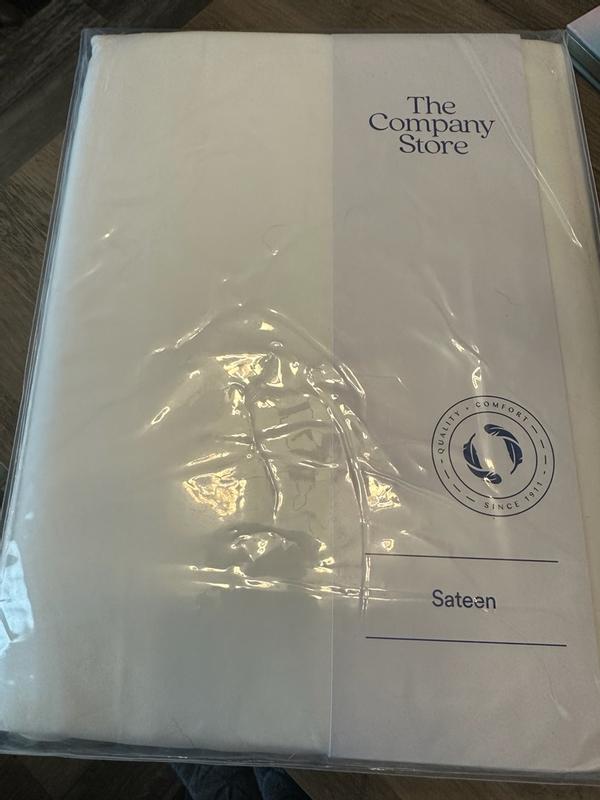 The
Company
Store
QUALITY • COMFORT
SINCE 1911
Sateen